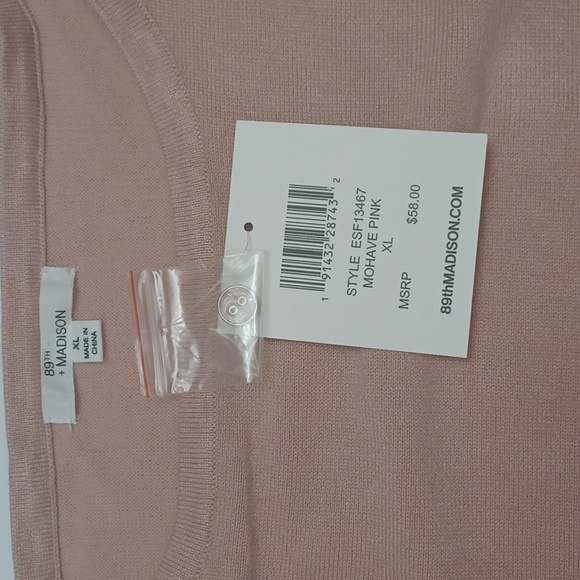 89TH
+ MADISON
XL
MADE IN
CHINA
1 91432 28743 2
STYLE ESF13467
MOHAVE PINK
XL
MSRP $58.00
89thMADISON.COM